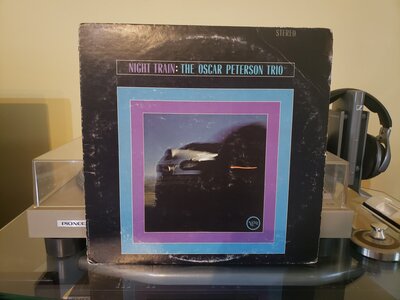 STEREO
NIGHT TRAIN: THE OSCAR PETERSON TRIO
VERVE
PIONEER